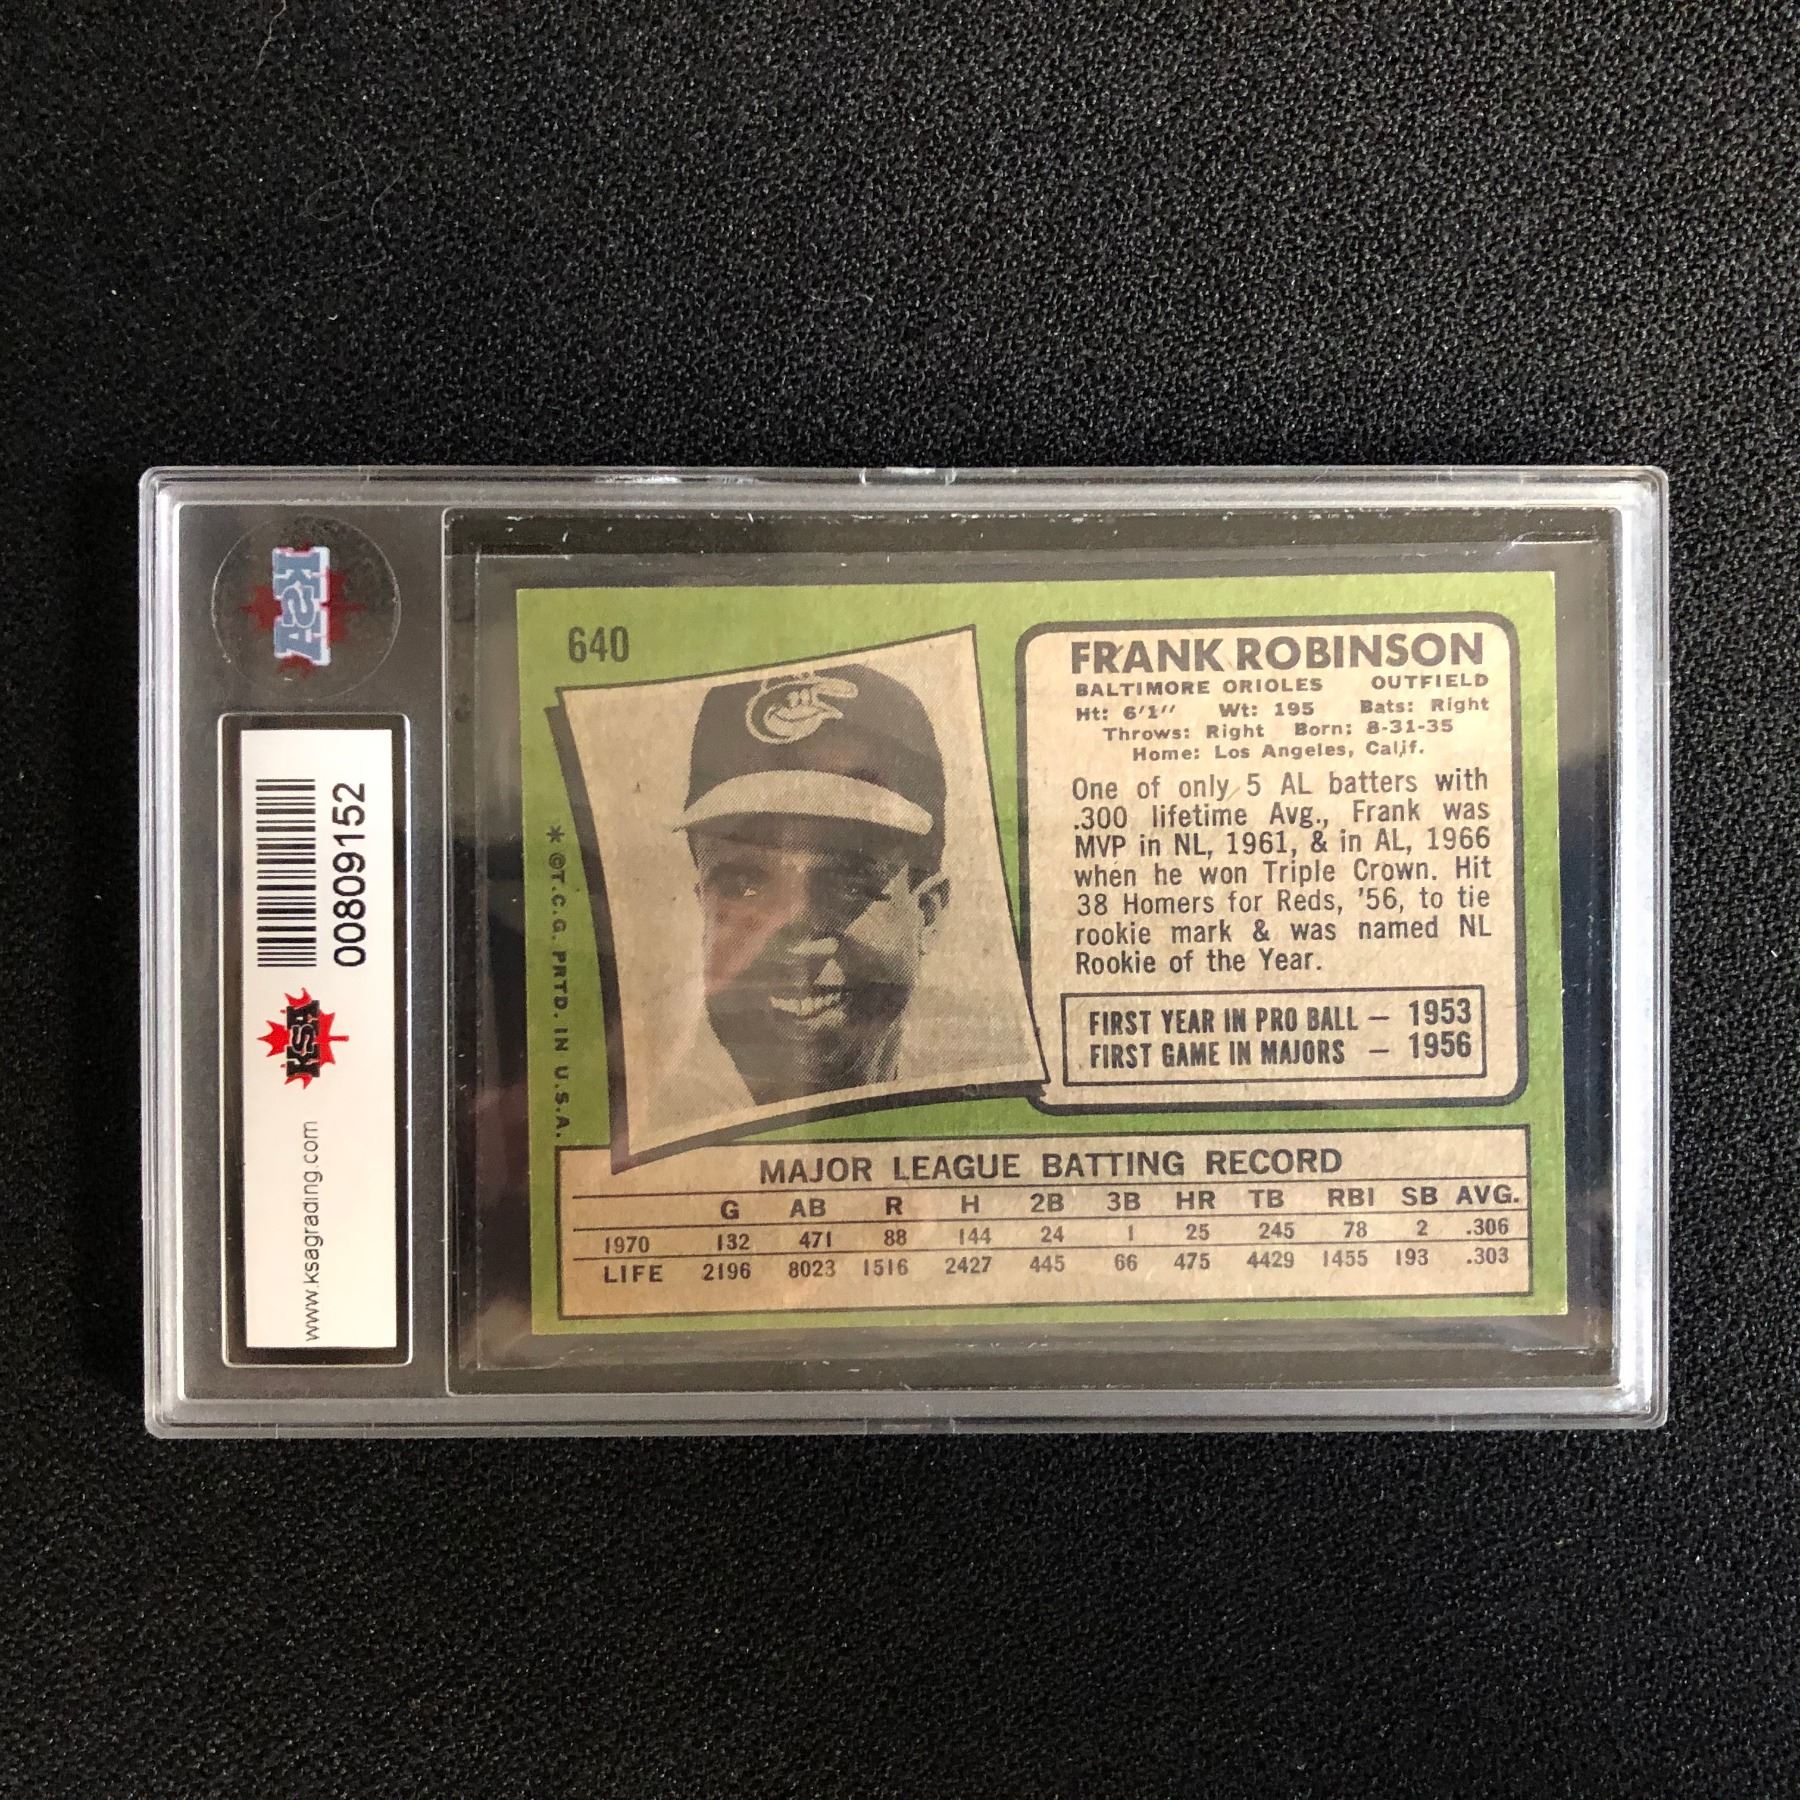 KSA
00809152
KSA
www.ksagrading.com
640
* ©T.C.G. PRTD. IN U.S.A.
FRANK ROBINSON
BALTIMORE ORIOLES OUTFIELD
Ht: 6'1'' Wt: 195 Bats: Right
Throws: Right Born: 8-31-35
Home: Los Angeles, Calif.
One of only 5 AL batters with
.300 lifetime Avg., Frank was
MVP in NL, 1961, & in AL, 1966
when he won Triple Crown. Hit
38 Homers for Reds, '56, to tie
rookie mark & was named NL
Rookie of the Year.
FIRST YEAR IN PRO BALL — 1953
FIRST GAME IN MAJORS — 1956
MAJOR LEAGUE BATTING RECORD
G AB R H 2B 3B HR TB RBI SB AVG.
1970 132 471 88 144 24 1 25 245 78 2 .306
LIFE 2196 8023 1516 2427 445 66 475 4429 1455 193 .303